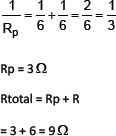 1/Rp = 1/6 + 1/6 = 2/6 = 1/3
Rp = 3 Ω
Rtotal = Rp + R
= 3 + 6 = 9 Ω